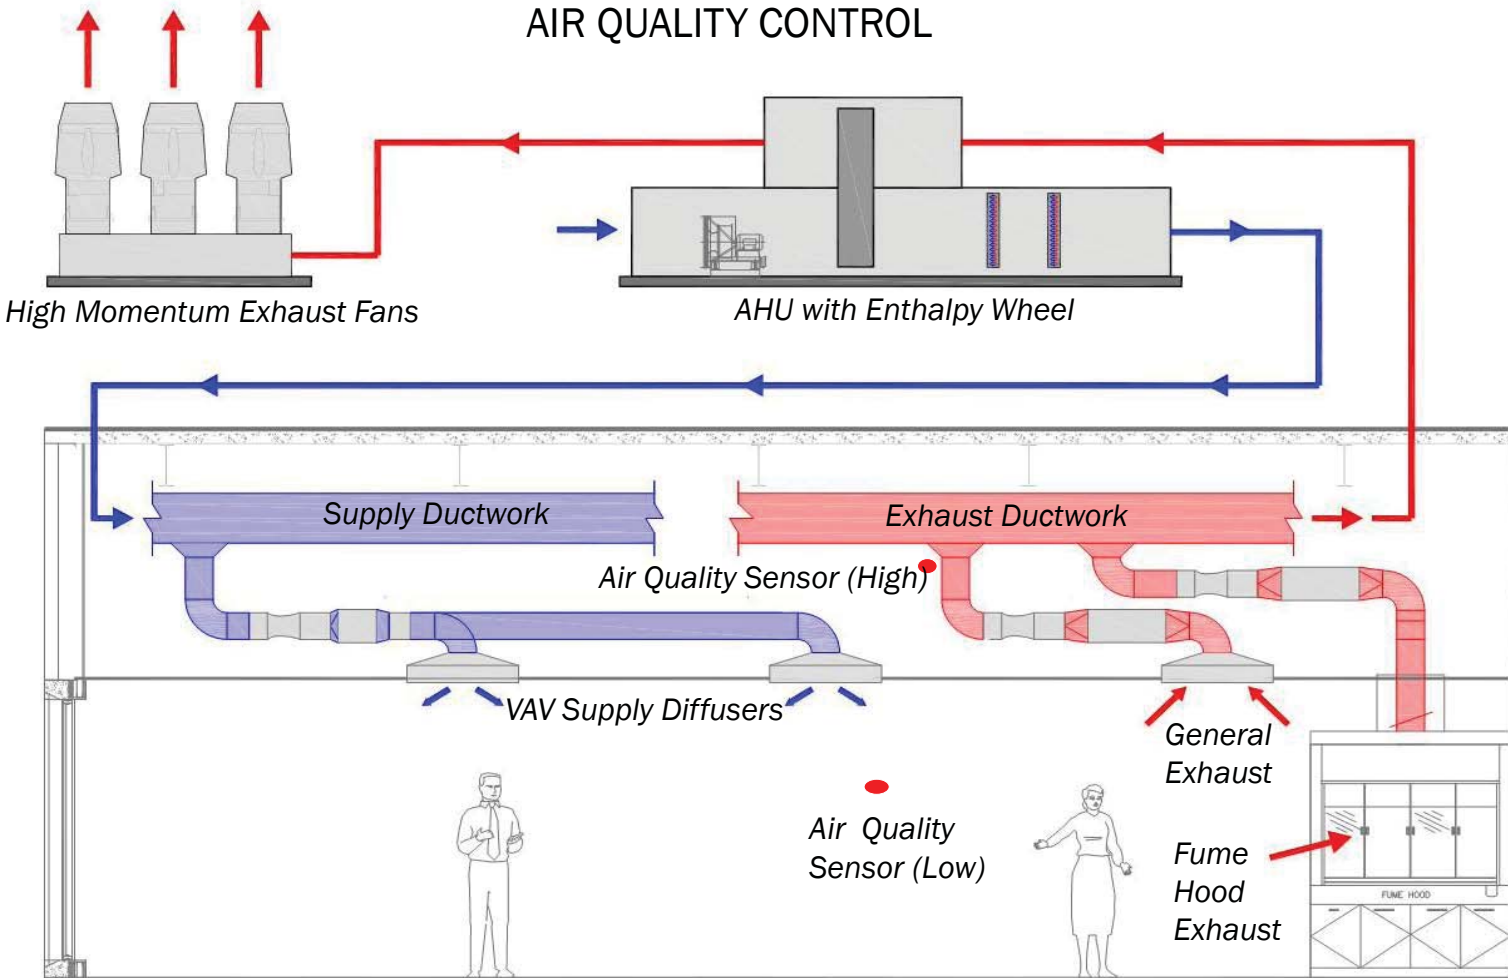 AIR QUALITY CONTROL
High Momentum Exhaust Fans
AHU with Enthalpy Wheel
Supply Ductwork
Exhaust Ductwork
Air Quality Sensor (High)
VAV Supply Diffusers
General
Exhaust
Air Quality
Sensor (Low)
Fume
Hood
Exhaust
FUME HOOD